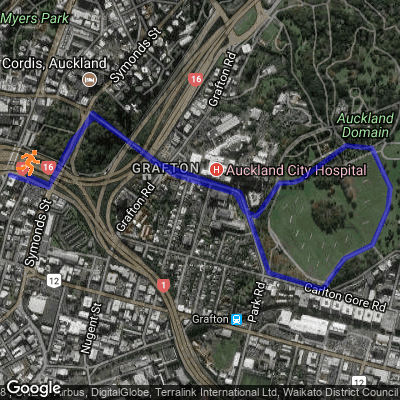 Myers Park
Cordis, Auckland
Symonds St
16
Grafton Rd
Auckland
Domain
GRAFTON
H
Auckland City Hospital
16
Grafton Rd
Symonds St
12
1
Carlton Gore Rd
Nugent St
Grafton
Park Rd
12
Google
DigitalGlobe, Terralink International Ltd, Waikato District Council